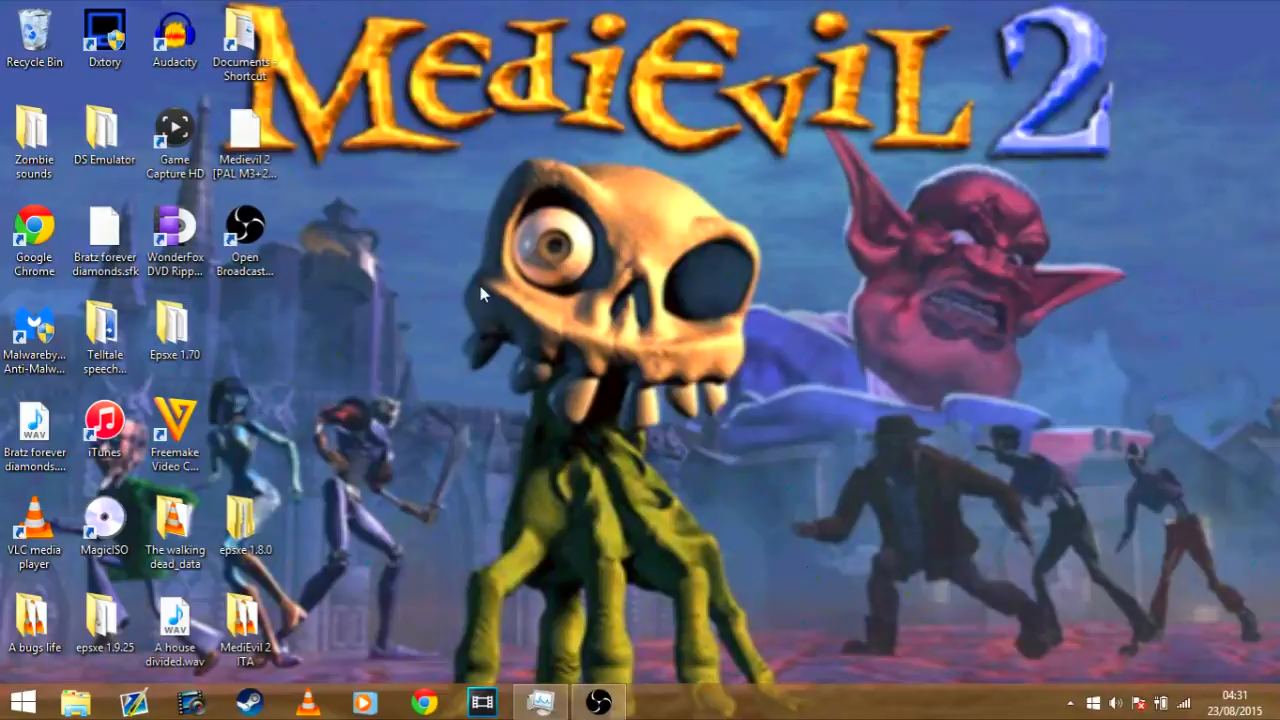 MediEvil 2
Recycle Bin
Dxtory
Audacity
Documents -
Shortcut
Zombie
sounds
DS Emulator
Game
Capture HD
Medievil 2
[PAL M3+2...
Google
Chrome
Bratz forever
diamonds.sfk
WonderFox
DVD Ripp...
Open
Broadcast...
Malwareby...
Anti-Malw...
Telltale
speech...
Epsxe 1.70
WAV
Bratz forever
diamonds....
iTunes
Freemake
Video C...
VLC media
player
MagicISO
The walking
dead_data
epsxe 1.8.0
A bugs life
epsxe 1.9.25
WAV
A house
divided.wav
MediEvil 2
ITA
04:31
23/08/2015